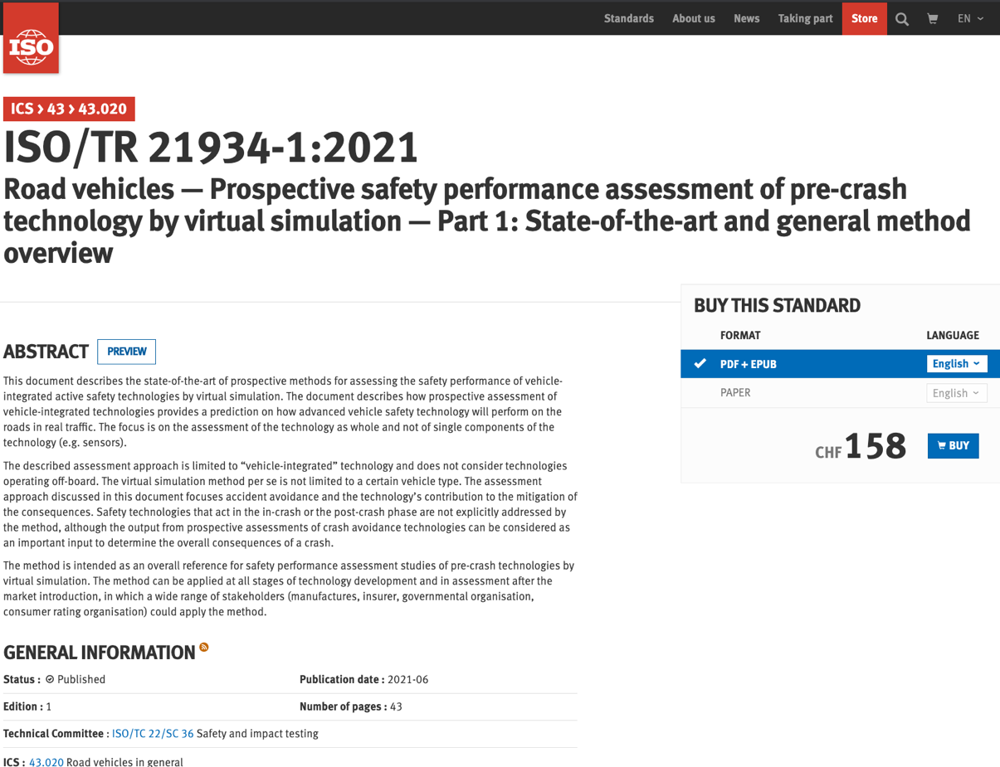 Standards About us News Taking part Store EN
ISO
ICS › 43 › 43.020
ISO/TR 21934-1:2021
Road vehicles — Prospective safety performance assessment of pre-crash
technology by virtual simulation — Part 1: State-of-the-art and general method
overview
ABSTRACT PREVIEW
This document describes the state-of-the-art of prospective methods for assessing the safety performance of vehicle-
integrated active safety technologies by virtual simulation. The document describes how prospective assessment of
vehicle-integrated technologies provides a prediction on how advanced vehicle safety technology will perform on the
roads in real traffic. The focus is on the assessment of the technology as whole and not of single components of the
technology (e.g. sensors).
The described assessment approach is limited to “vehicle-integrated” technology and does not consider technologies
operating off-board. The virtual simulation method per se is not limited to a certain vehicle type. The assessment
approach discussed in this document focuses accident avoidance and the technology’s contribution to the mitigation of
the consequences. Safety technologies that act in the in-crash or the post-crash phase are not explicitly addressed by
the method, although the output from prospective assessments of crash avoidance technologies can be considered as
an important input to determine the overall consequences of a crash.
The method is intended as an overall reference for safety performance assessment studies of pre-crash technologies by
virtual simulation. The method can be applied at all stages of technology development and in assessment after the
market introduction, in which a wide range of stakeholders (manufactures, insurer, governmental organisation,
consumer rating organisation) could apply the method.
BUY THIS STANDARD
FORMAT LANGUAGE
PDF + EPUB English
PAPER English
CHF 158 BUY
GENERAL INFORMATION
Status : Published Publication date : 2021-06
Edition : 1 Number of pages : 43
Technical Committee : ISO/TC 22/SC 36 Safety and impact testing
ICS : 43.020 Road vehicles in general